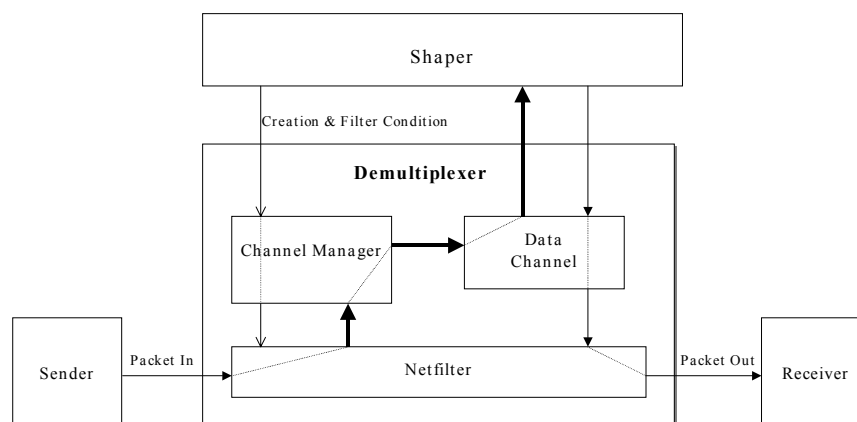 Shaper
Creation & Filter Condition
Demultiplexer
Channel Manager
Data
Channel
Sender
Packet In
Netfilter
Packet Out
Receiver